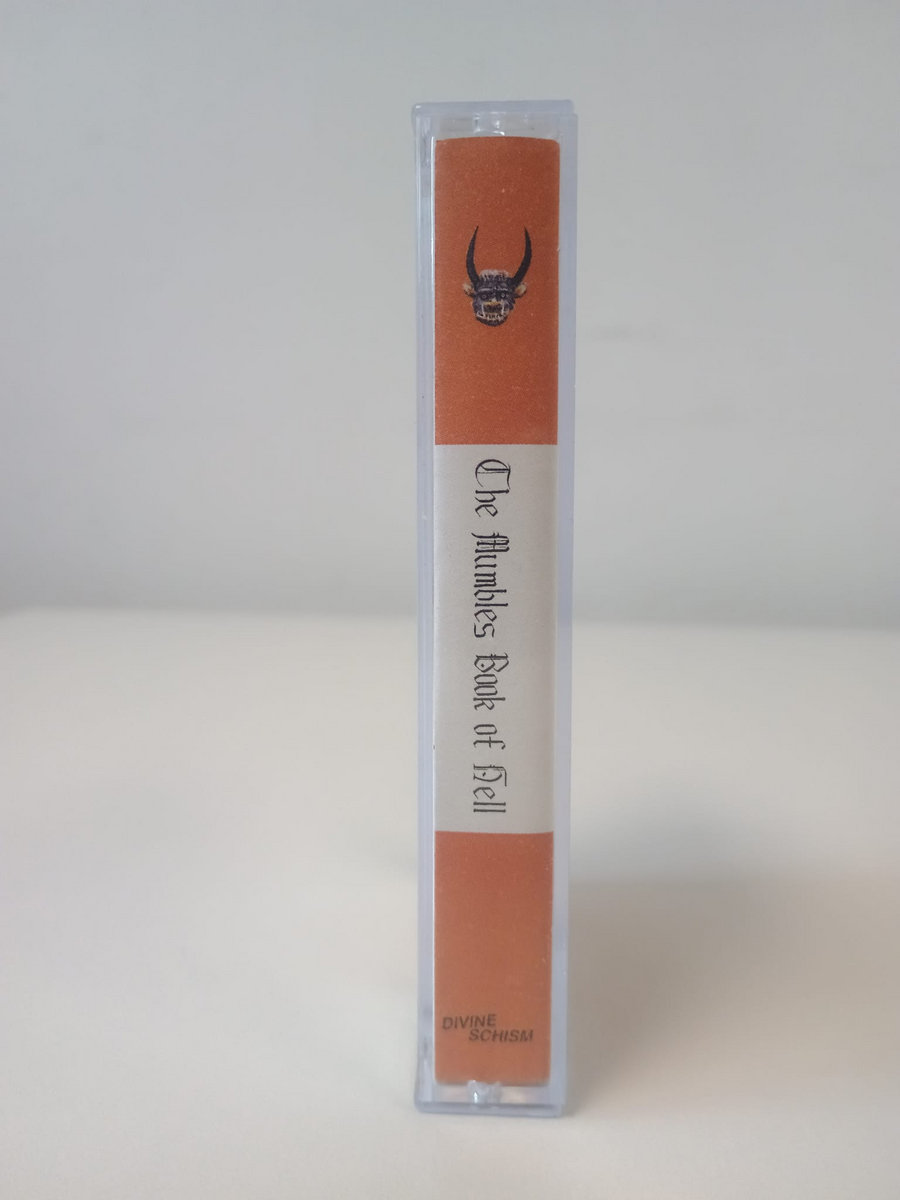 The Mumbles Book of Hell
DIVINE
SCHISM